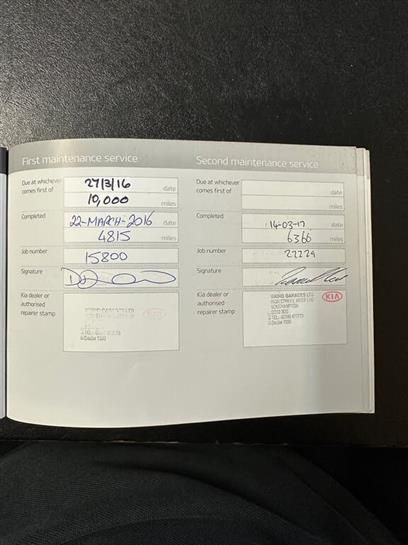 First maintenance service
Due at whichever comes first of
27/3/16 date
10,000 miles
Completed
22-MARCH-2016 date
4815 miles
Job number
15800
Signature
Kia dealer or authorised repairer stamp
KIA
Second maintenance service
Due at whichever comes first of
date
miles
Completed
14-03-17 date
6366 miles
Job number
Signature
Kia dealer or authorised repairer stamp
KIA